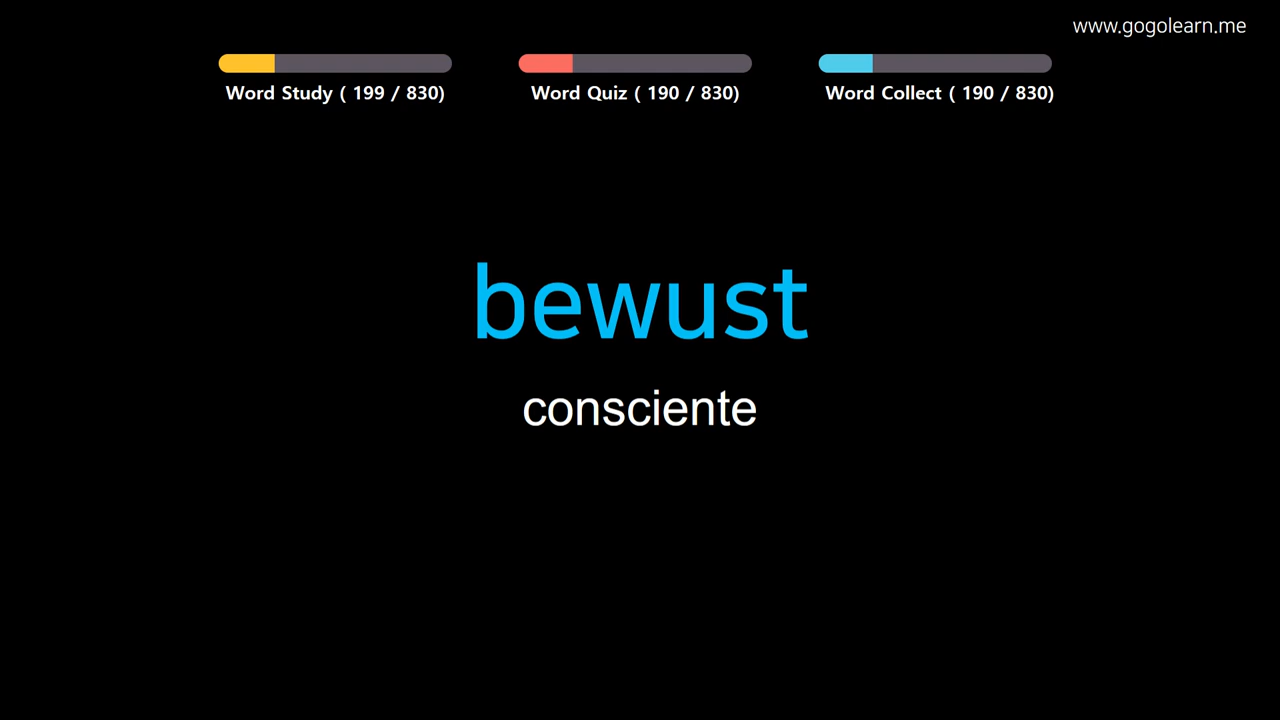 www.gogolearn.me
Word Study ( 199 / 830)
Word Quiz ( 190 / 830)
Word Collect ( 190 / 830)
bewust
consciente